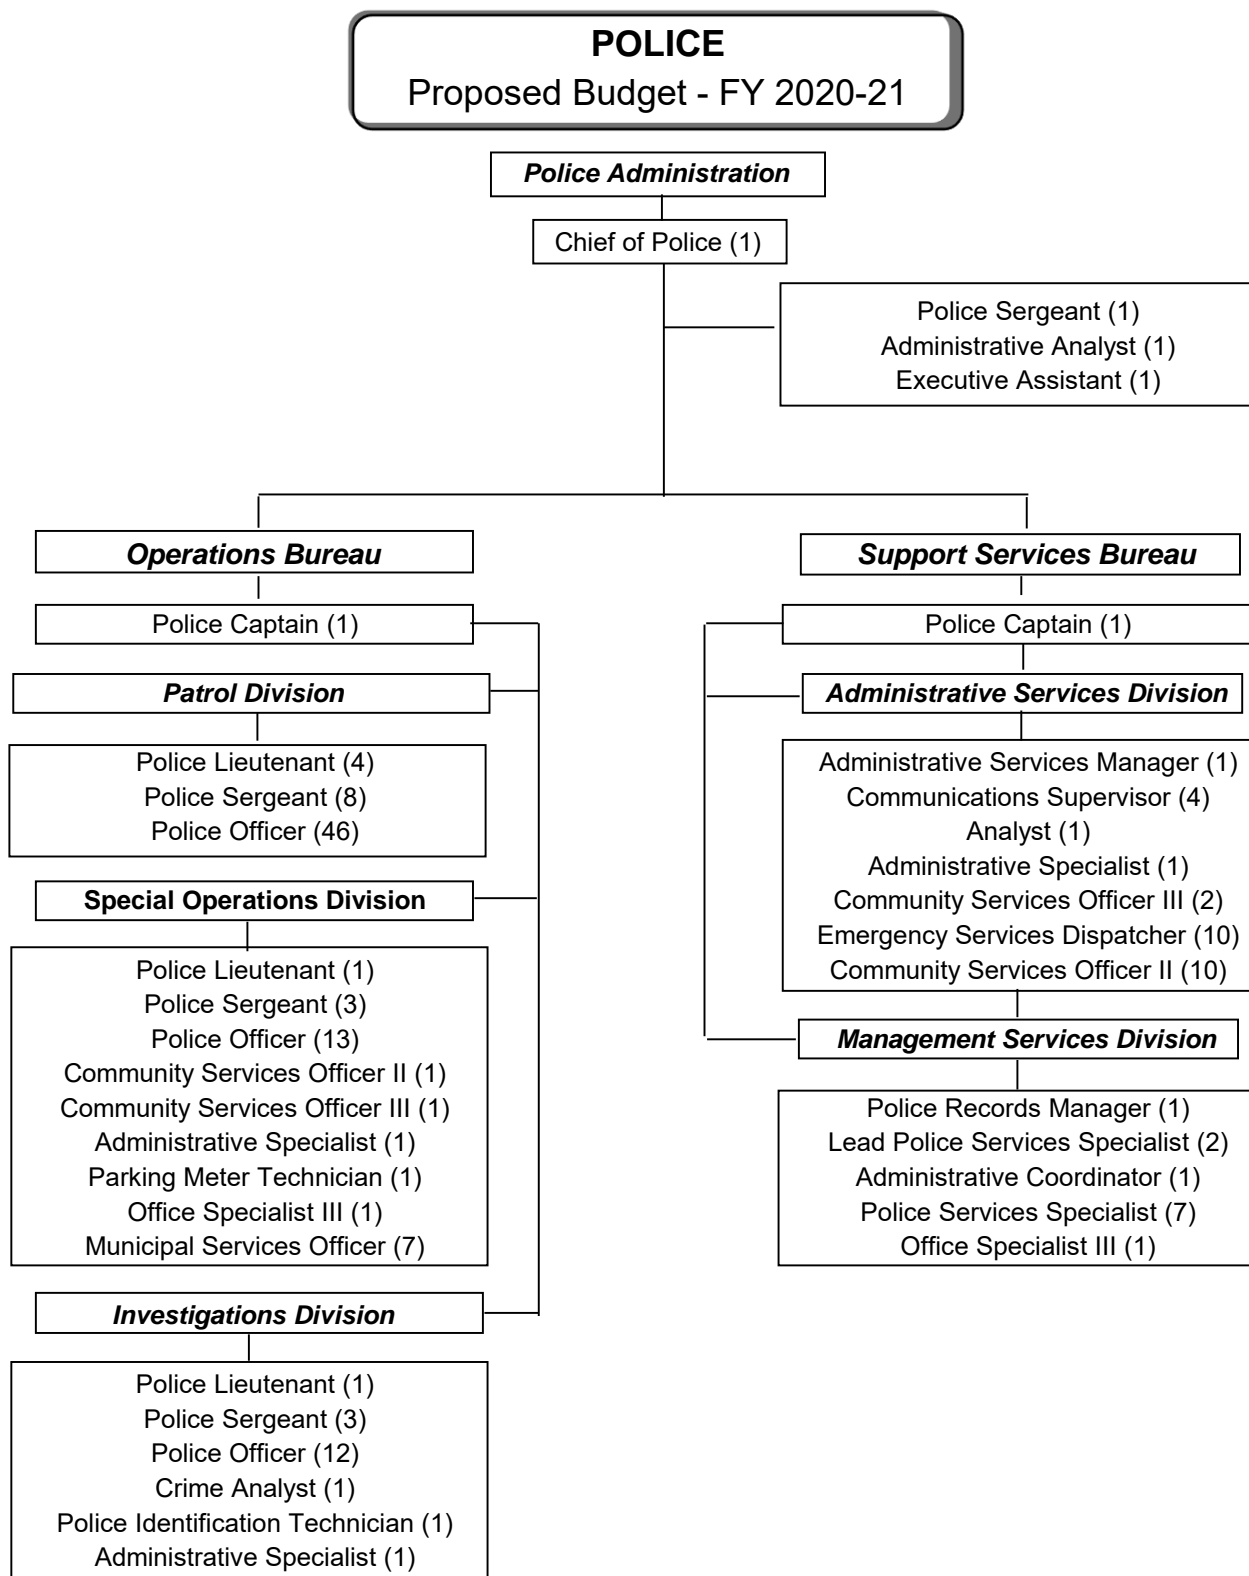 POLICE
Proposed Budget - FY 2020-21
Police Administration
Chief of Police (1)
Police Sergeant (1)
Administrative Analyst (1)
Executive Assistant (1)
Operations Bureau
Police Captain (1)
Patrol Division
Police Lieutenant (4)
Police Sergeant (8)
Police Officer (46)
Special Operations Division
Police Lieutenant (1)
Police Sergeant (3)
Police Officer (13)
Community Services Officer II (1)
Community Services Officer III (1)
Administrative Specialist (1)
Parking Meter Technician (1)
Office Specialist III (1)
Municipal Services Officer (7)
Investigations Division
Police Lieutenant (1)
Police Sergeant (3)
Police Officer (12)
Crime Analyst (1)
Police Identification Technician (1)
Administrative Specialist (1)
Support Services Bureau
Police Captain (1)
Administrative Services Division
Administrative Services Manager (1)
Communications Supervisor (4)
Analyst (1)
Administrative Specialist (1)
Community Services Officer III (2)
Emergency Services Dispatcher (10)
Community Services Officer II (10)
Management Services Division
Police Records Manager (1)
Lead Police Services Specialist (2)
Administrative Coordinator (1)
Police Services Specialist (7)
Office Specialist III (1)